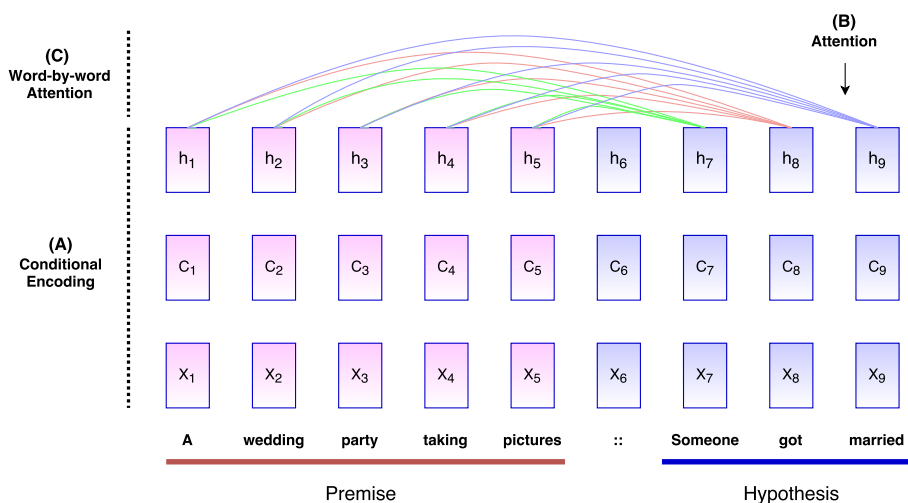 (B)
Attention
(C)
Word-by-word
Attention
h1 h2 h3 h4 h5 h6 h7 h8 h9
(A)
Conditional
Encoding
C1 C2 C3 C4 C5 C6 C7 C8 C9
X1 X2 X3 X4 X5 X6 X7 X8 X9
A wedding party taking pictures :: Someone got married
Premise Hypothesis